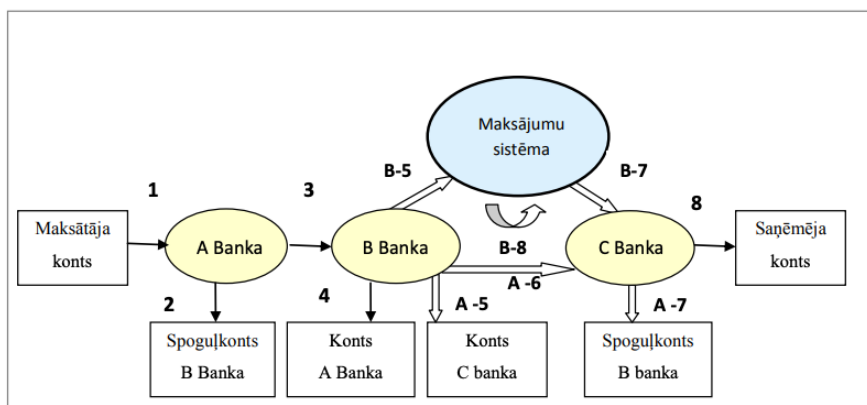 Maksājumu
sistēma
B-5
B-7
1
3
8
Maksātāja
konts
A Banka
B Banka
B-8
C Banka
Saņēmēja
konts
A -6
2
4
A -5
A -7
Spoguļkonts
B Banka
Konts
A Banka
Konts
C banka
Spoguļkonts
B banka